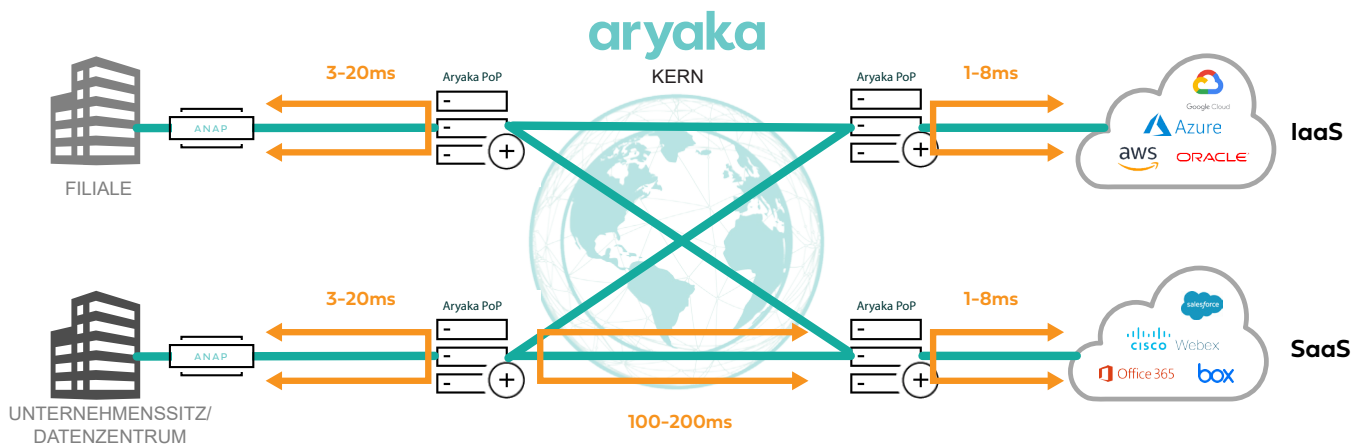 aryaka
KERN
3-20ms
Aryaka PoP
Aryaka PoP
1-8ms
ANAP
FILIALE
Google Cloud
Azure
aws
ORACLE
IaaS
3-20ms
Aryaka PoP
Aryaka PoP
1-8ms
ANAP
UNTERNEHMENSSITZ/
DATENZENTRUM
100-200ms
salesforce
CISCO Webex
Office 365
box
SaaS